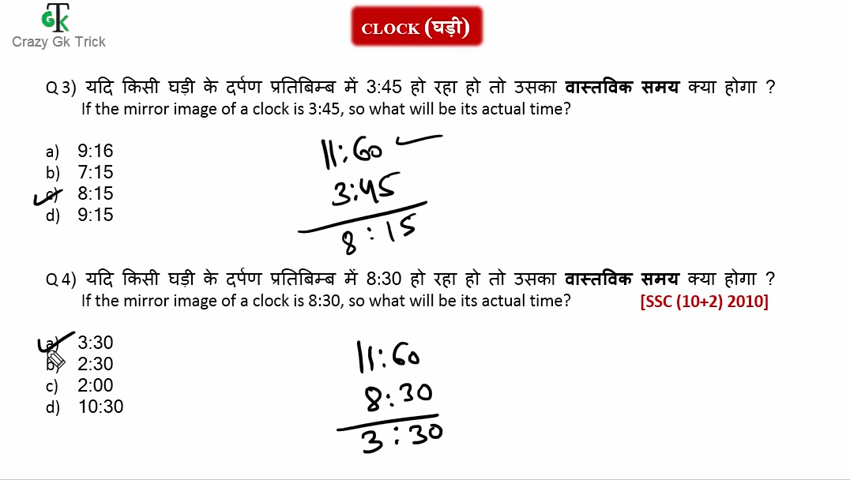 GTK
Crazy Gk Trick
CLOCK (घड़ी)
Q 3) यदि किसी घड़ी के दर्पण प्रतिबिम्ब में 3:45 हो रहा हो तो उसका वास्तविक समय क्या होगा ?
If the mirror image of a clock is 3:45, so what will be its actual time?
a) 9:16
b) 7:15
c) 8:15
d) 9:15
11:60
3:45
8:15
Q 4) यदि किसी घड़ी के दर्पण प्रतिबिम्ब में 8:30 हो रहा हो तो उसका वास्तविक समय क्या होगा ?
If the mirror image of a clock is 8:30, so what will be its actual time? [SSC (10+2) 2010]
a) 3:30
b) 2:30
c) 2:00
d) 10:30
11:60
8:30
3:30